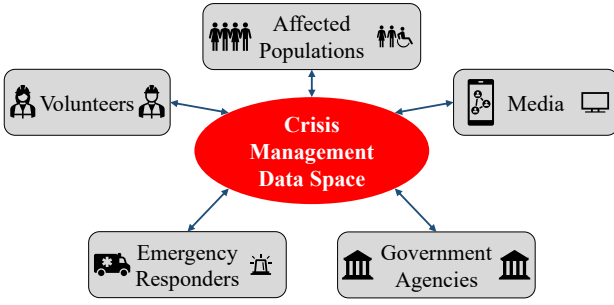 Affected
Populations
Volunteers
Media
Crisis
Management
Data Space
Emergency
Responders
Government
Agencies